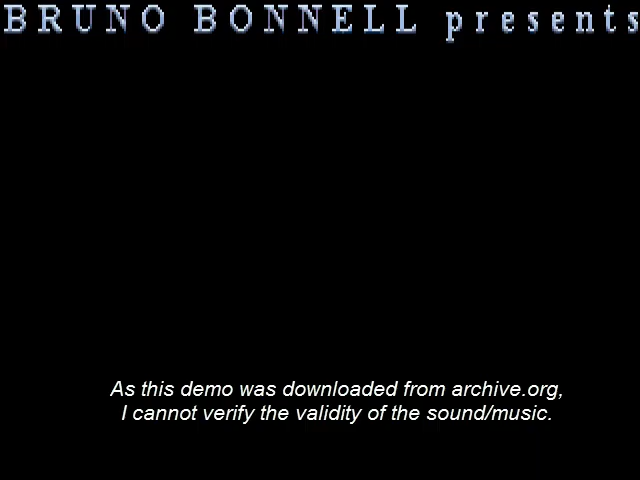 BRUNO BONNELL presents
As this demo was downloaded from archive.org,
I cannot verify the validity of the sound/music.